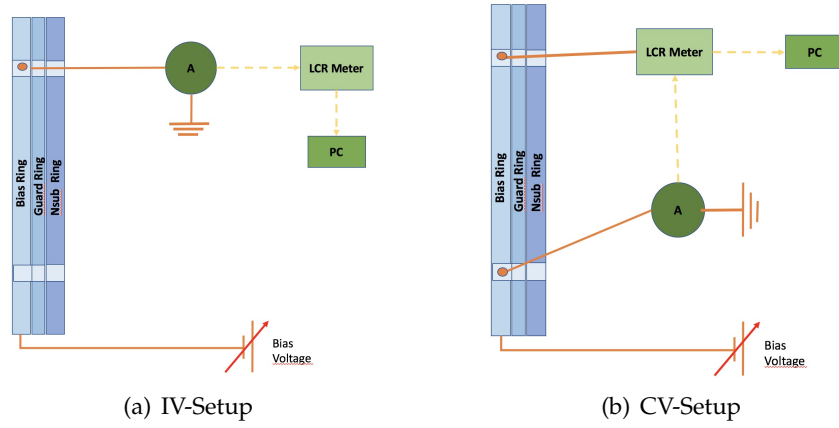 Bias Ring
Guard Ring
Nsub Ring
A
LCR Meter
PC
Bias
Voltage
(a) IV-Setup
Bias Ring
Guard Ring
Nsub Ring
LCR Meter
PC
A
Bias
Voltage
(b) CV-Setup